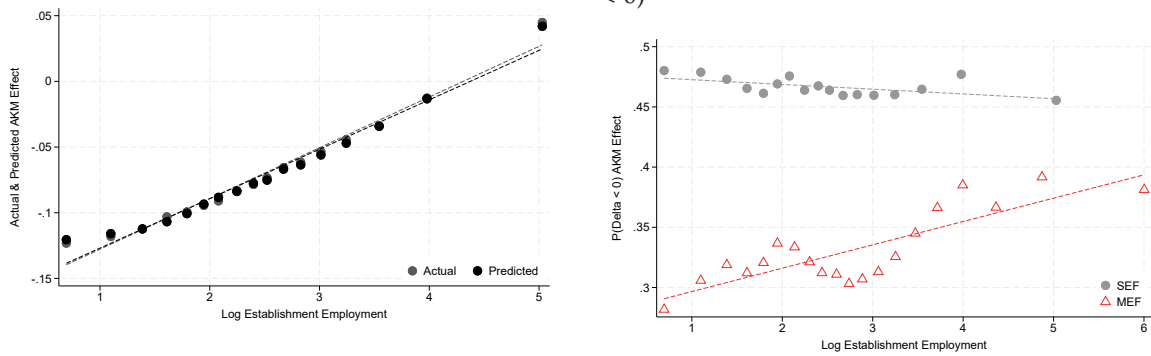 < 0)
.05
0
-.05
-.1
-.15
Actual & Predicted AKM Effect
Actual
Predicted
1
2
3
4
5
Log Establishment Employment
.5
.45
.4
.35
.3
P(Delta < 0) AKM Effect
SEF
MEF
1
2
3
4
5
6
Log Establishment Employment